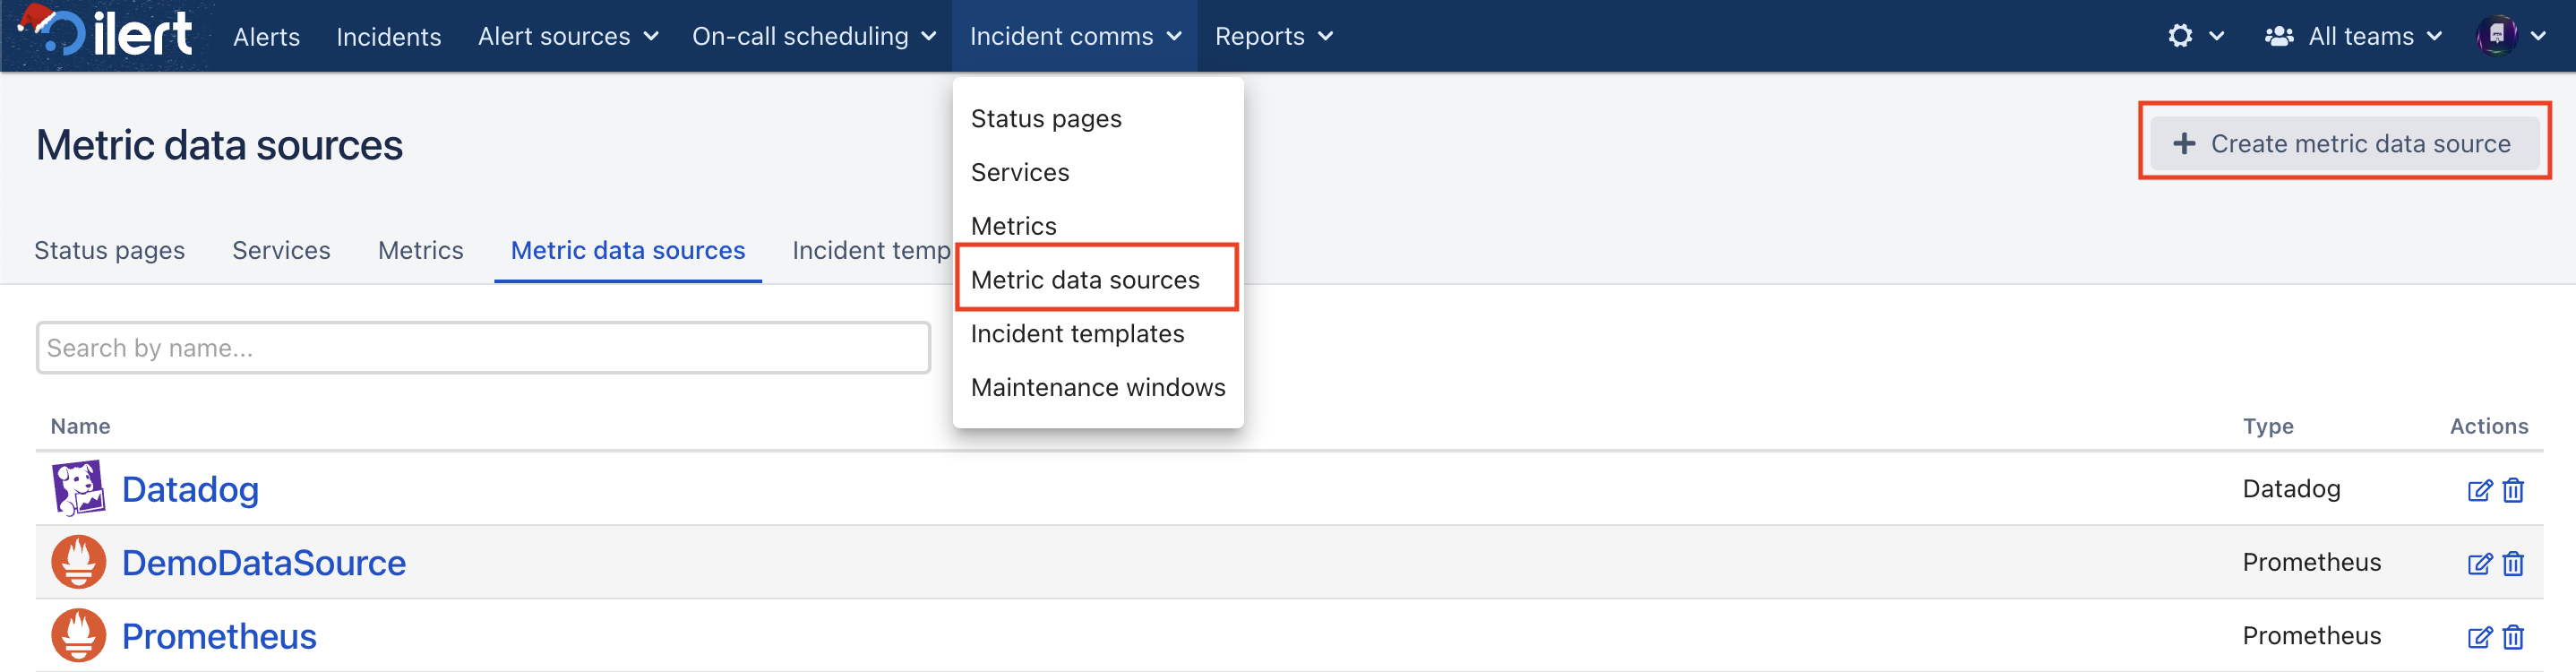 ilert Alerts Incidents Alert sources On-call scheduling Incident comms Reports All teams
Metric data sources
Create metric data source
Status pages Services Metrics Metric data sources Incident temp
Status pages
Services
Metrics
Metric data sources
Incident templates
Maintenance windows
Search by name...
Name Type Actions
Datadog Datadog
DemoDataSource Prometheus
Prometheus Prometheus